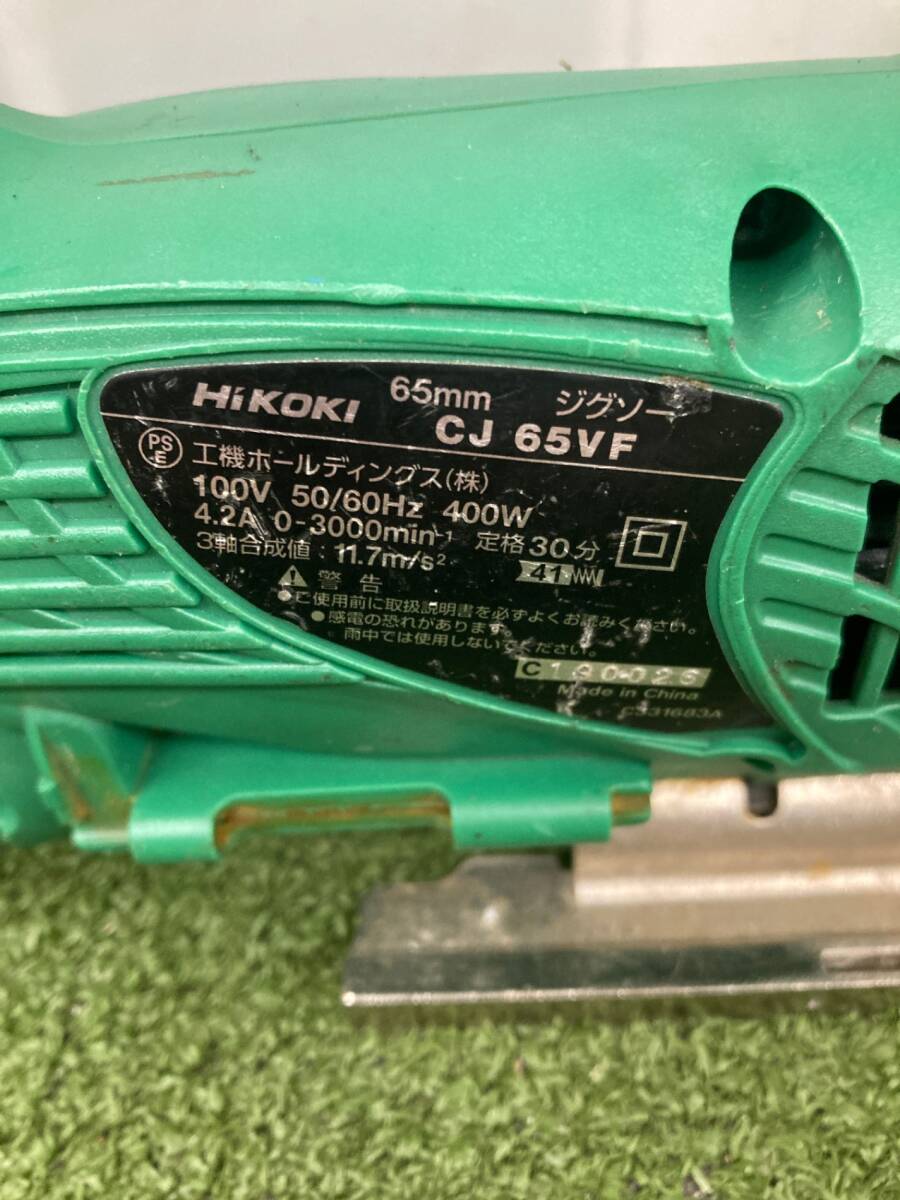 HiKOKI 65mm ジグソー
CJ 65VF
PS E 工機ホールディングス(株)
100V 50/60Hz 400W
4.2A 0-3000min⁻¹ 定格30分
3軸合成値:11.7m/s² 41
警告
●ご使用前に取扱説明書を必ずよくお読みください。
●感電の恐れがあります。
雨中では使用しないでください。
Made in China